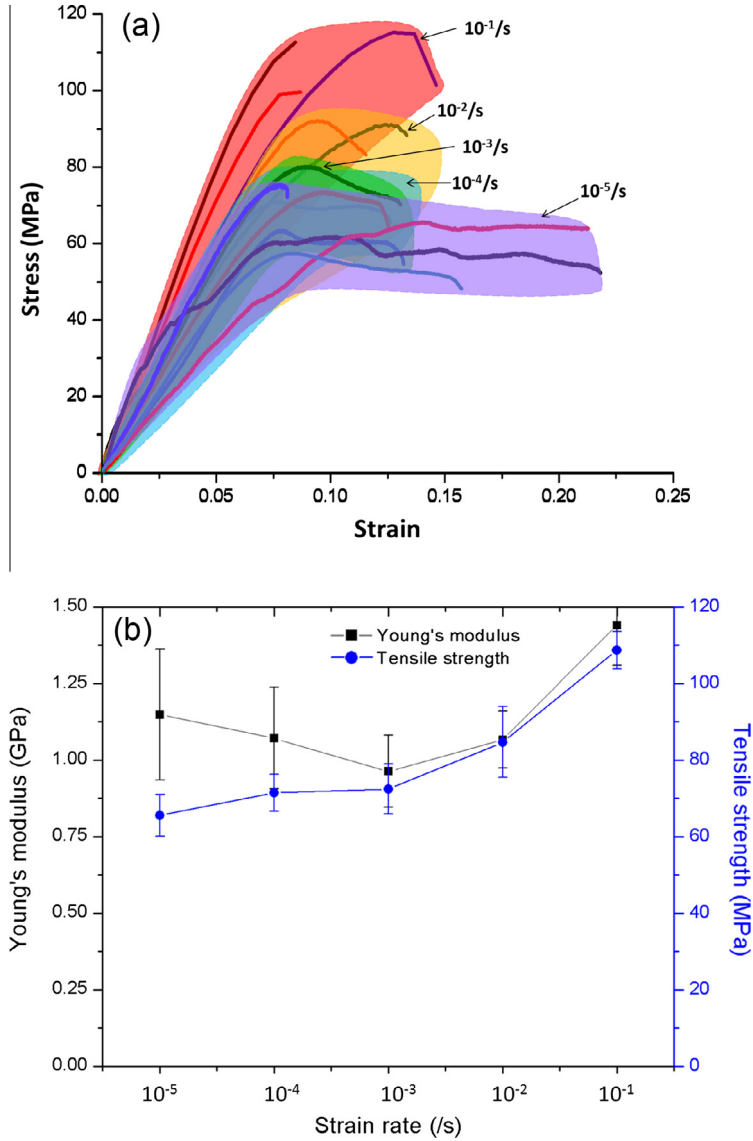 (a)
120
100
80
60
40
20
0
Stress (MPa)
10⁻¹/s
10⁻²/s
10⁻³/s
10⁻⁴/s
10⁻⁵/s
0.00 0.05 0.10 0.15 0.20 0.25
Strain
(b)
Young's modulus
Tensile strength
1.50
1.25
1.00
0.75
0.50
0.25
0.00
Young's modulus (GPa)
120
100
80
60
40
20
0
Tensile strength (MPa)
10⁻⁵ 10⁻⁴ 10⁻³ 10⁻² 10⁻¹
Strain rate (/s)